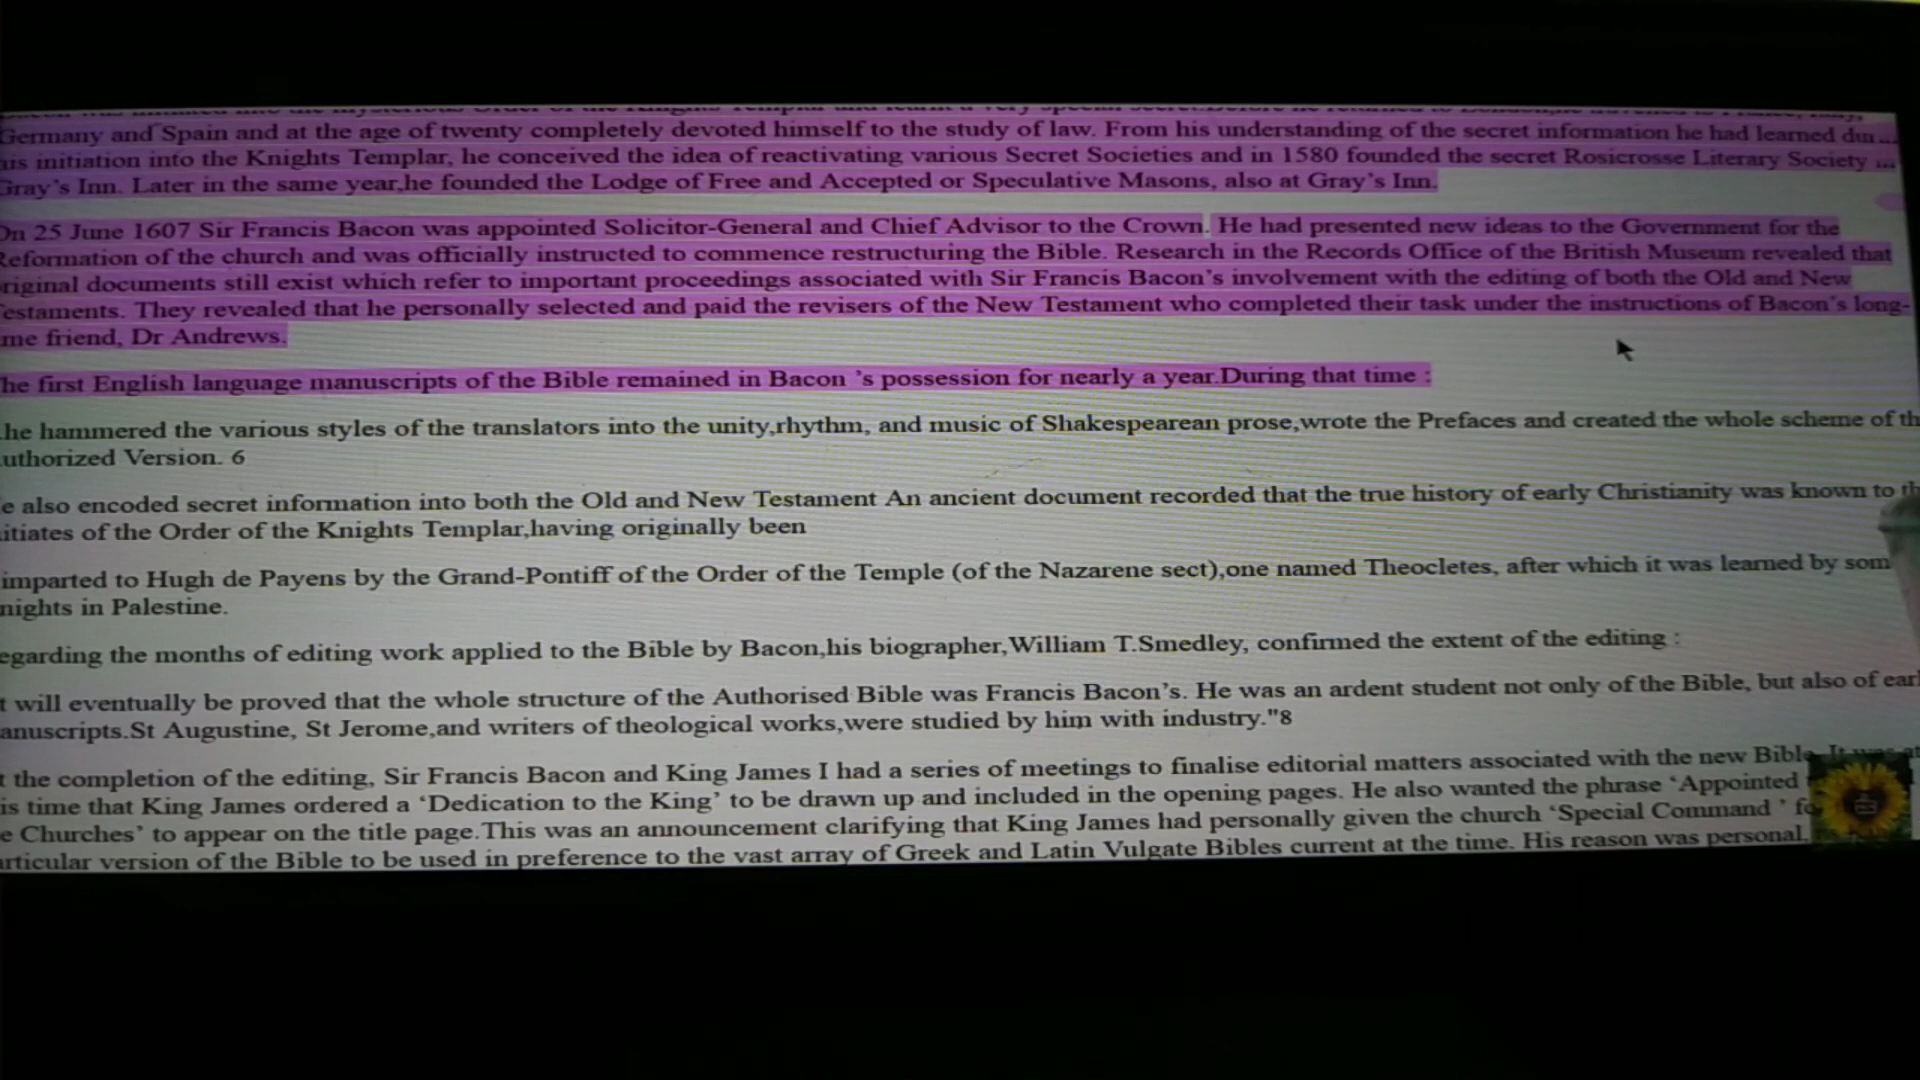 Germany and Spain and at the age of twenty completely devoted himself to the study of law. From his understanding of the secret information he had learned
his initiation into the Knights Templar, he conceived the idea of reactivating various Secret Societies and in 1580 founded the secret Rosicrosse Literary Society ...
Gray's Inn. Later in the same year,he founded the Lodge of Free and Accepted or Speculative Masons, also at Gray's Inn.
On 25 June 1607 Sir Francis Bacon was appointed Solicitor-General and Chief Advisor to the Crown. He had presented new ideas to the Government for the
Reformation of the church and was officially instructed to commence restructuring the Bible. Research in the Records Office of the British Museum revealed that
riginal documents still exist which refer to important proceedings associated with Sir Francis Bacon's involvement with the editing of both the Old and New
estaments. They revealed that he personally selected and paid the revisers of the New Testament who completed their task under the instructions of Bacon's long-
me friend, Dr Andrews.
he first English language manuscripts of the Bible remained in Bacon 's possession for nearly a year.During that time :
.he hammered the various styles of the translators into the unity,rhythm, and music of Shakespearean prose,wrote the Prefaces and created the whole scheme of th
uthorized Version. 6
e also encoded secret information into both the Old and New Testament An ancient document recorded that the true history of early Christianity was known to th
itiates of the Order of the Knights Templar,having originally been
imparted to Hugh de Payens by the Grand-Pontiff of the Order of the Temple (of the Nazarene sect),one named Theocletes, after which it was learned by som
nights in Palestine.
egarding the months of editing work applied to the Bible by Bacon,his biographer,William T.Smedley, confirmed the extent of the editing :
t will eventually be proved that the whole structure of the Authorised Bible was Francis Bacon's. He was an ardent student not only of the Bible, but also of earl
anuscripts.St Augustine, St Jerome,and writers of theological works,were studied by him with industry."8
t the completion of the editing, Sir Francis Bacon and King James I had a series of meetings to finalise editorial matters associated with the new Bible. It was at
is time that King James ordered a 'Dedication to the King' to be drawn up and included in the opening pages. He also wanted the phrase 'Appointed
e Churches' to appear on the title page.This was an announcement clarifying that King James had personally given the church 'Special Command ' fo
articular version of the Bible to be used in preference to the vast array of Greek and Latin Vulgate Bibles current at the time. His reason was personal.